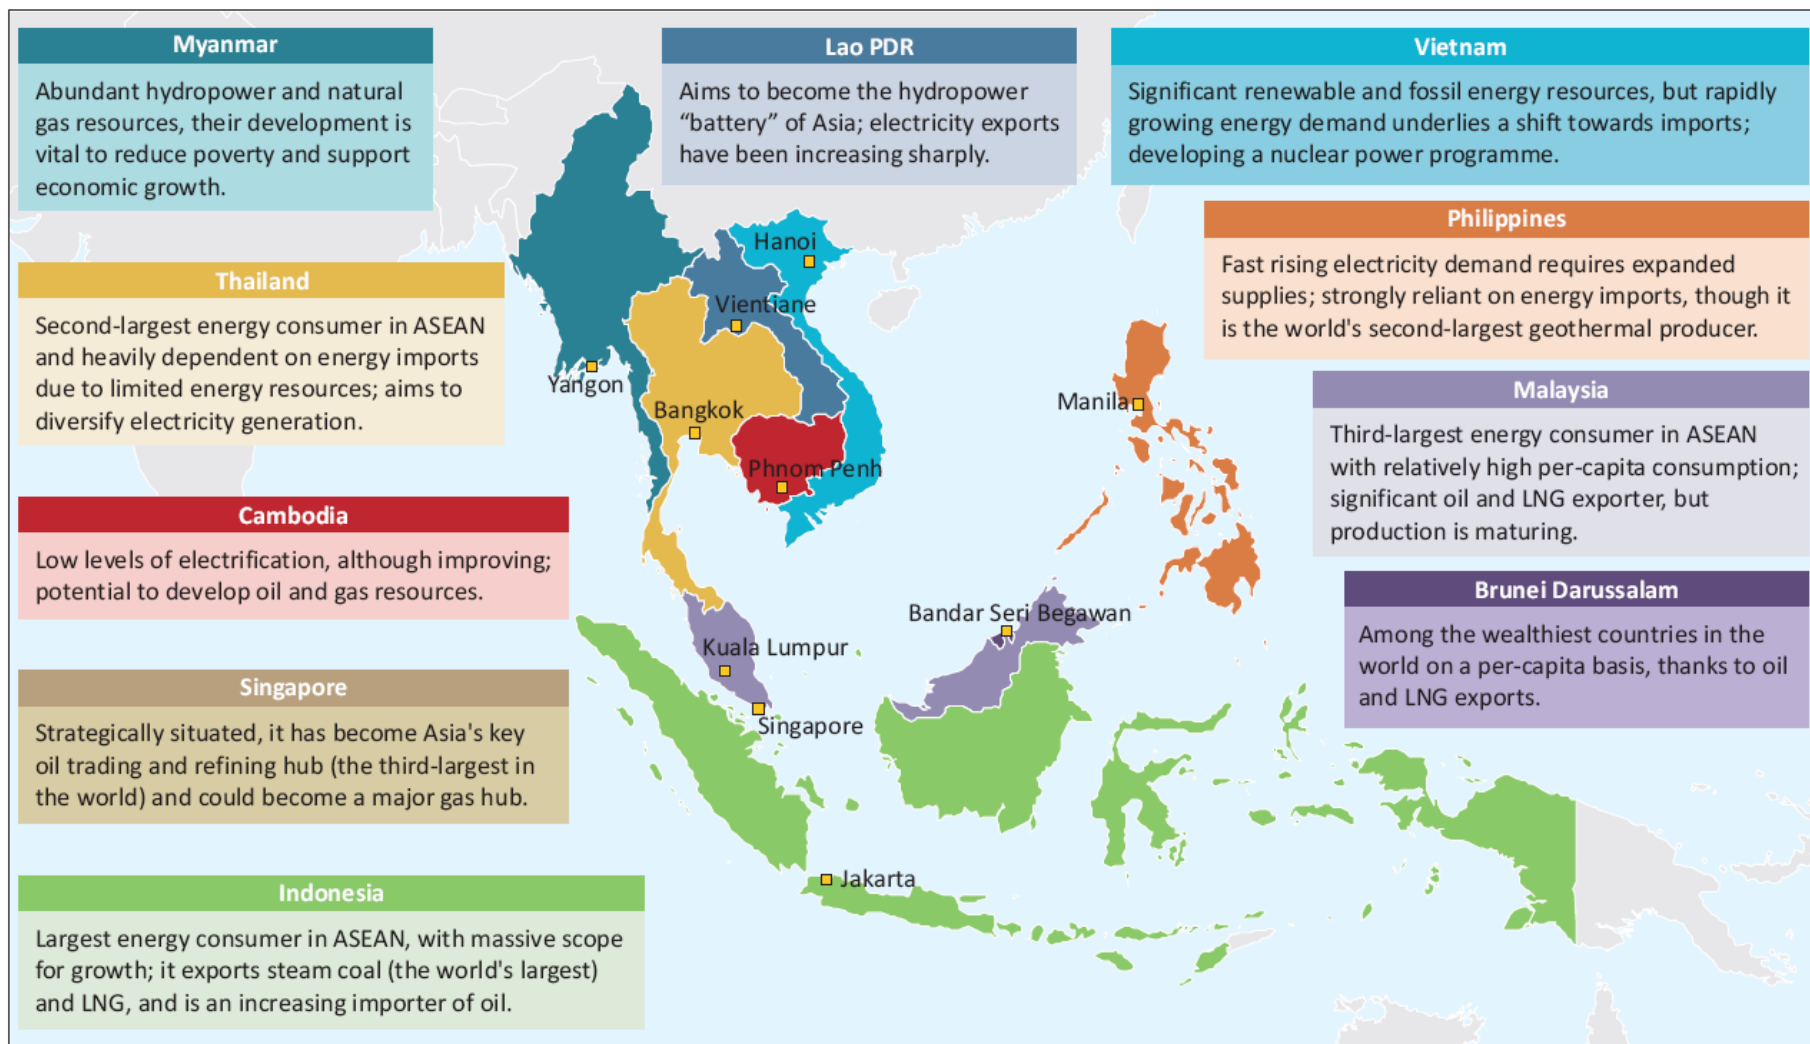 Myanmar
Abundant hydropower and natural
gas resources, their development is
vital to reduce poverty and support
economic growth.
Lao PDR
Aims to become the hydropower
“battery” of Asia; electricity exports
have been increasing sharply.
Vietnam
Significant renewable and fossil energy resources, but rapidly
growing energy demand underlies a shift towards imports;
developing a nuclear power programme.
Philippines
Fast rising electricity demand requires expanded
supplies; strongly reliant on energy imports, though it
is the world's second-largest geothermal producer.
Thailand
Second-largest energy consumer in ASEAN
and heavily dependent on energy imports
due to limited energy resources; aims to
diversify electricity generation.
Malaysia
Third-largest energy consumer in ASEAN
with relatively high per-capita consumption;
significant oil and LNG exporter, but
production is maturing.
Cambodia
Low levels of electrification, although improving;
potential to develop oil and gas resources.
Brunei Darussalam
Among the wealthiest countries in the
world on a per-capita basis, thanks to oil
and LNG exports.
Singapore
Strategically situated, it has become Asia's key
oil trading and refining hub (the third-largest in
the world) and could become a major gas hub.
Indonesia
Largest energy consumer in ASEAN, with massive scope
for growth; it exports steam coal (the world's largest)
and LNG, and is an increasing importer of oil.
Hanoi
Vientiane
Yangon
Bangkok
Manila
Phnom Penh
Bandar Seri Begawan
Kuala Lumpur
Singapore
Jakarta